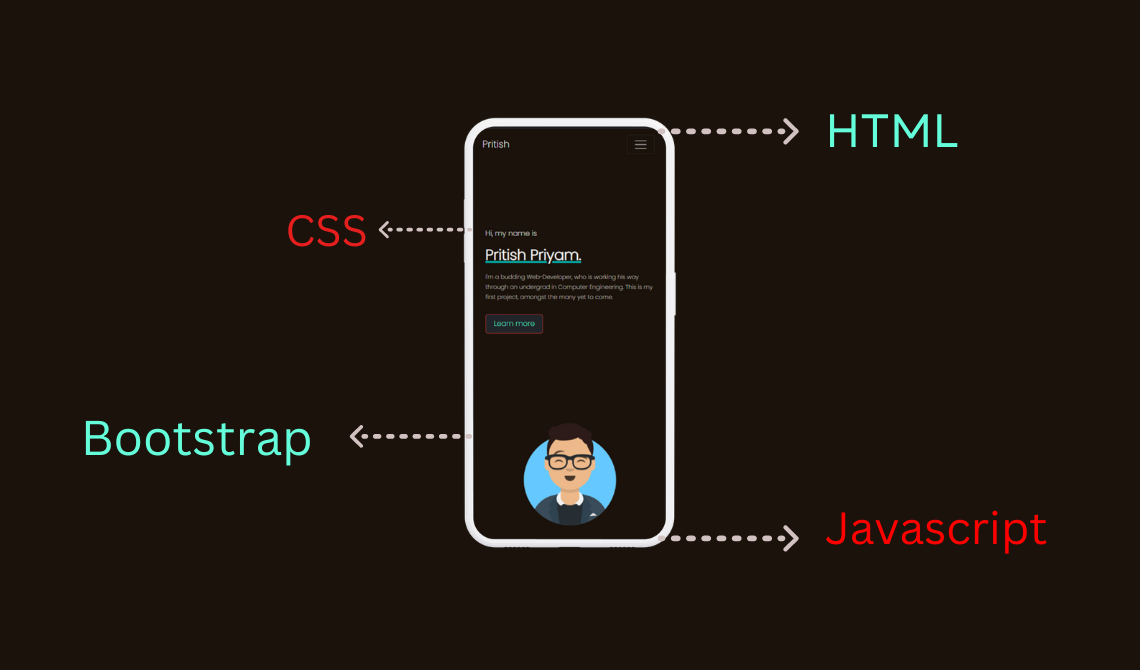 HTML
Pritish
CSS
Hi, my name is
Pritish Priyam.
I'm a budding Web-Developer, who is working his way
through an undergrad in Computer Engineering. This is my
first project, amongst the many yet to come.
Learn more
Bootstrap
Javascript